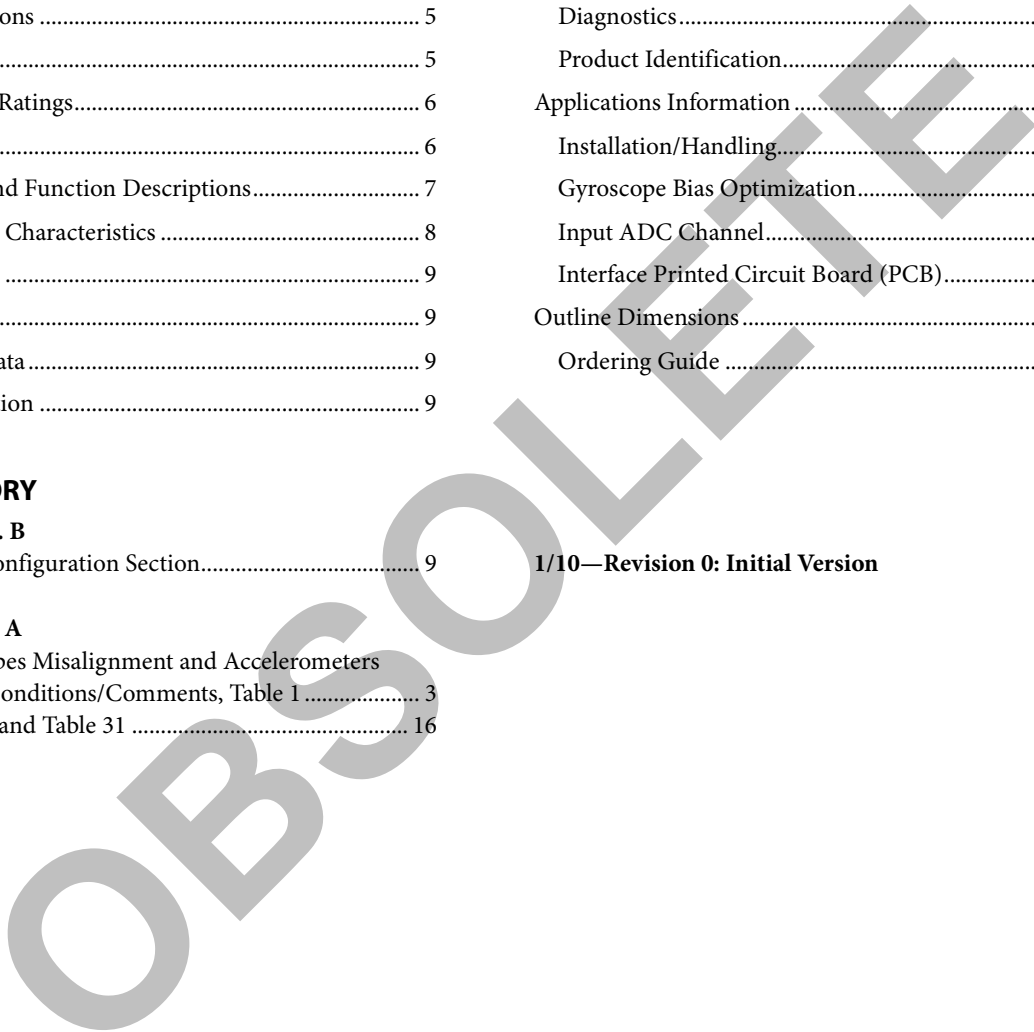 ons ........ 5
........ 5
Ratings ........ 6
........ 6
nd Function Descriptions ........ 7
Characteristics ........ 8
........ 9
........ 9
ata ........ 9
ion ........ 9
ORY
. B
onfiguration Section ........ 9
A
pes Misalignment and Accelerometers
onditions/Comments, Table 1 ........ 3
and Table 31 ........ 16
Diagnostics ........
Product Identification ........
Applications Information ........
Installation/Handling ........
Gyroscope Bias Optimization ........
Input ADC Channel ........
Interface Printed Circuit Board (PCB) ........
Outline Dimensions ........
Ordering Guide ........
1/10—Revision 0: Initial Version
OBSOLETE